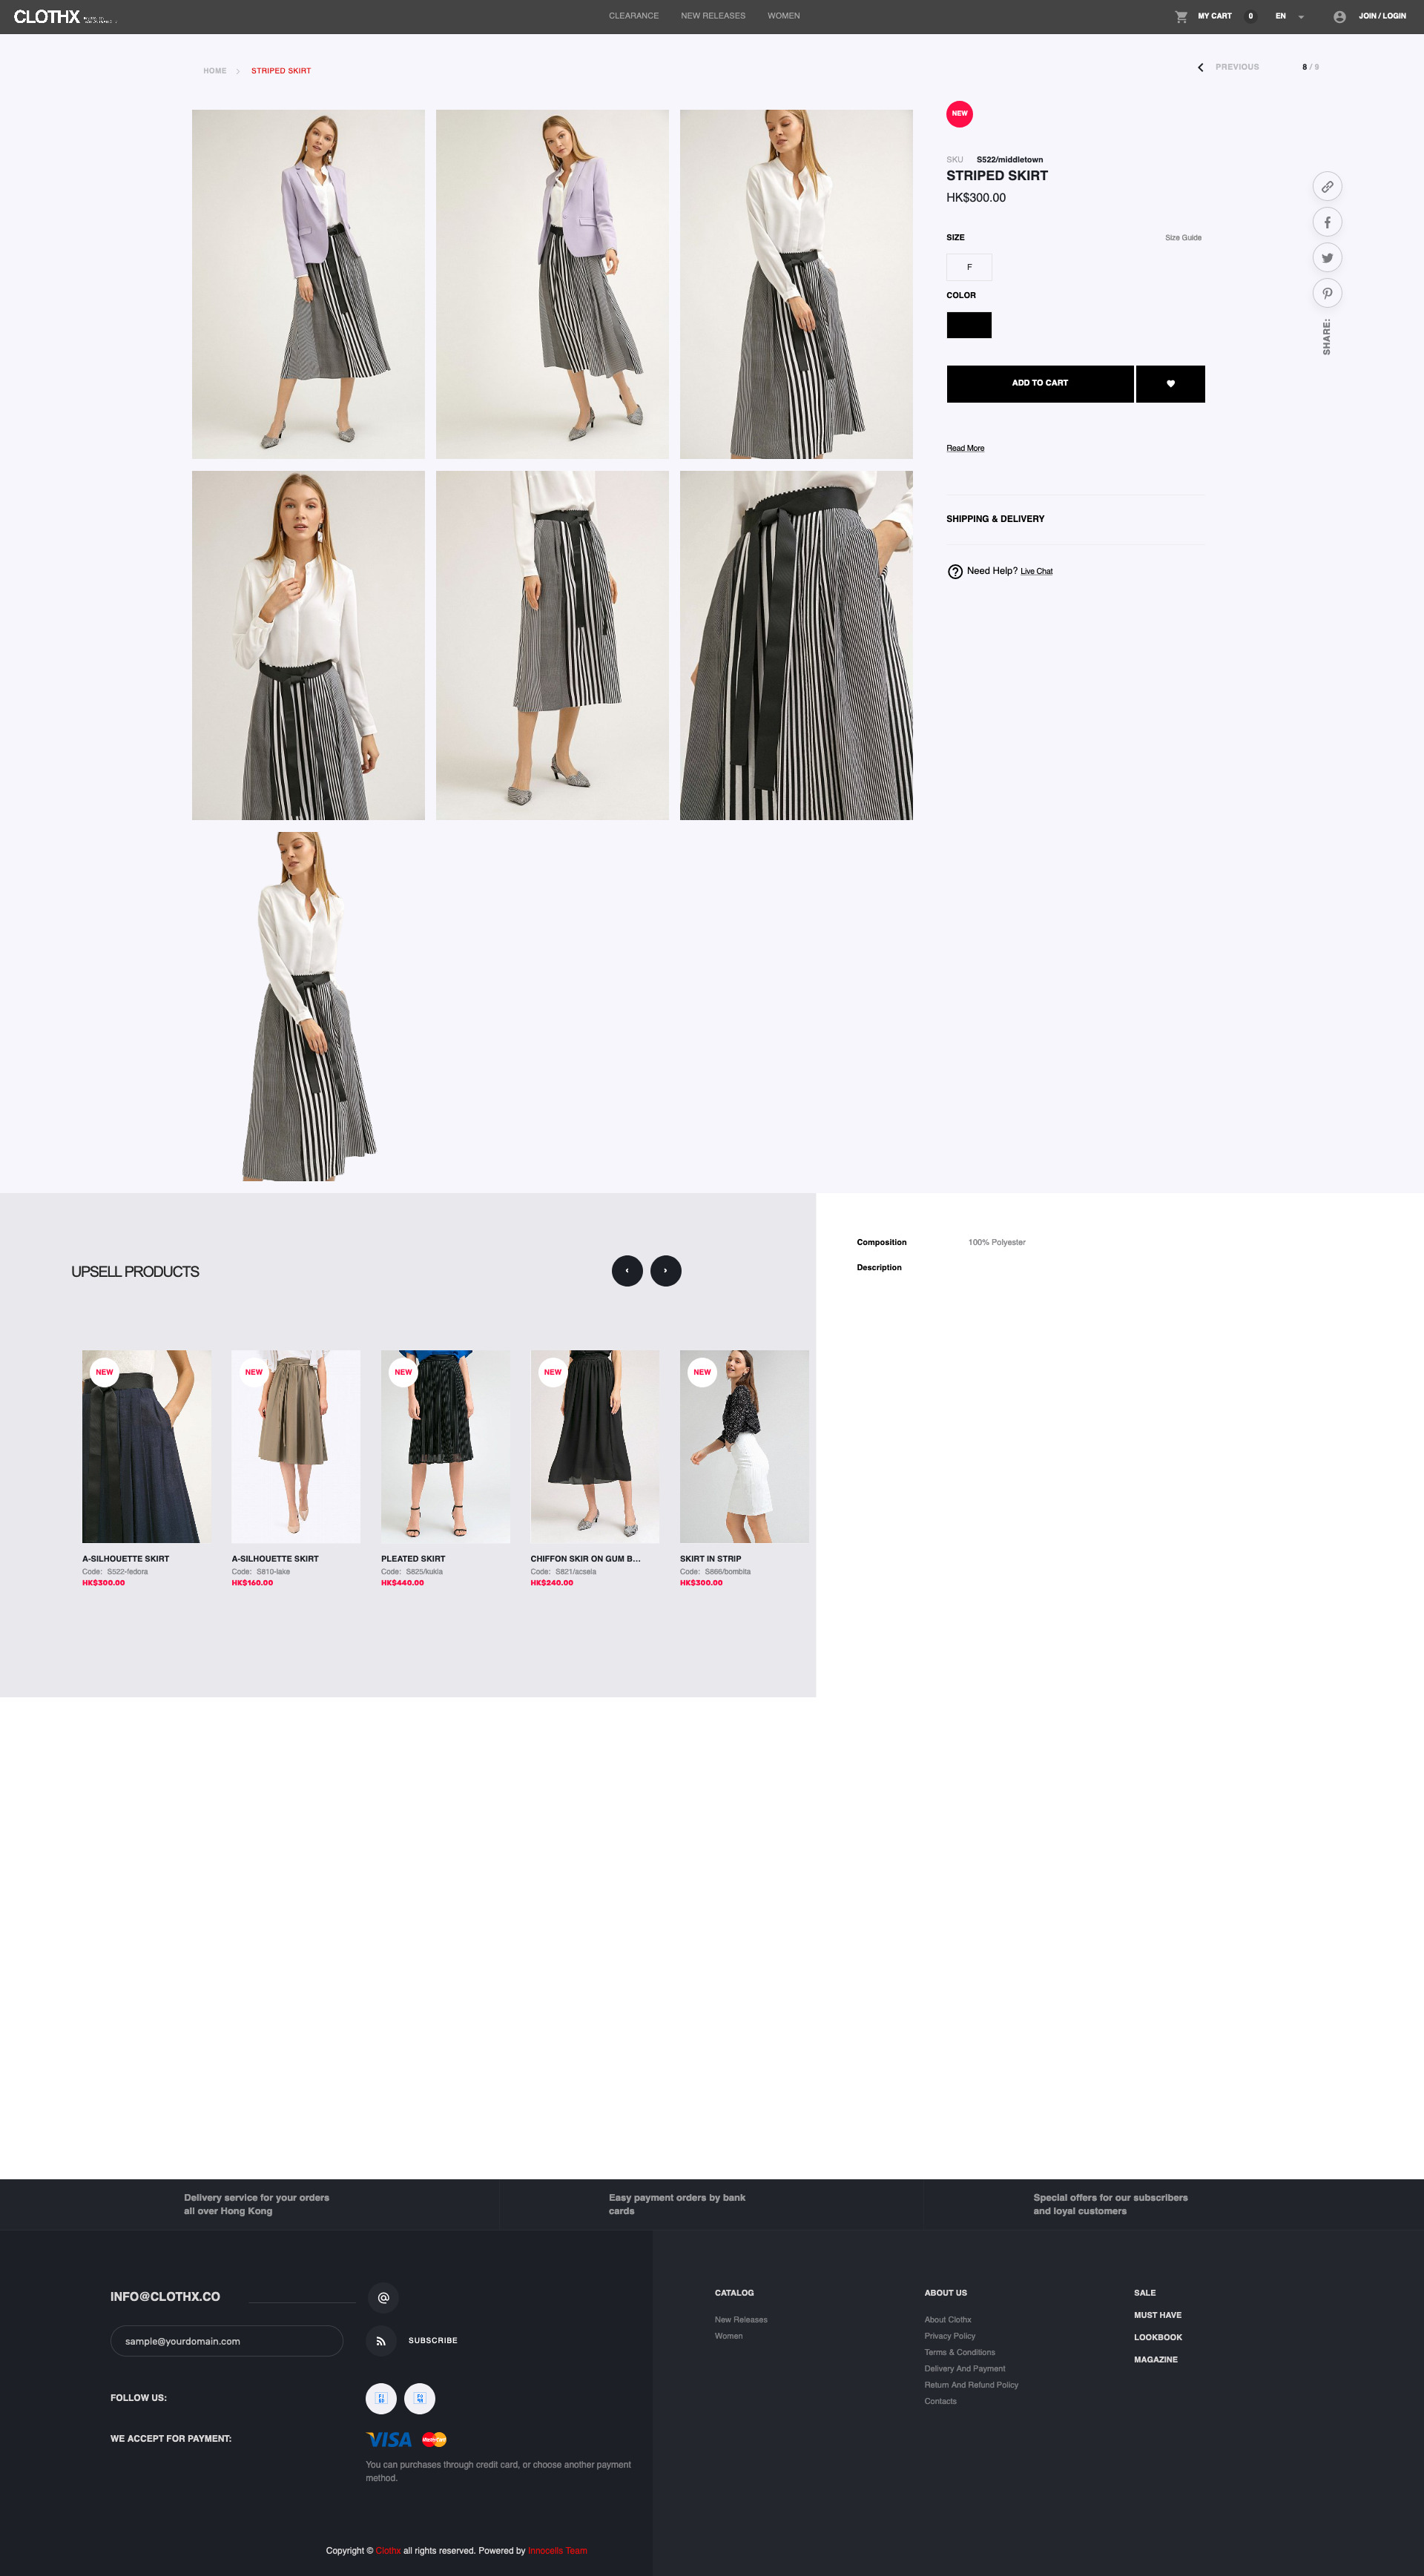 CLOTHX
CLEARANCE NEW RELEASES WOMEN
MY CART 0 EN JOIN / LOGIN
HOME STRIPED SKIRT
PREVIOUS 8 / 9
NEW
SKU S522/middletown
STRIPED SKIRT
HK$300.00
SIZE Size Guide
F
COLOR
SHARE:
ADD TO CART
Read More
SHIPPING & DELIVERY
Need Help? Live Chat
UPSELL PRODUCTS
‹ ›
Composition 100% Polyester
Description
NEW
A-SILHOUETTE SKIRT
Code: S522-fedora
HK$300.00
NEW
A-SILHOUETTE SKIRT
Code: S810-lake
HK$160.00
NEW
PLEATED SKIRT
Code: S825/kukla
HK$440.00
NEW
CHIFFON SKIR ON GUM B...
Code: S821/acsela
HK$240.00
NEW
SKIRT IN STRIP
Code: S866/bombita
HK$300.00
Delivery service for your orders
all over Hong Kong
Easy payment orders by bank
cards
Special offers for our subscribers
and loyal customers
INFO@CLOTHX.CO
sample@yourdomain.com
SUBSCRIBE
FOLLOW US:
WE ACCEPT FOR PAYMENT:
VISA MasterCard
You can purchases through credit card, or choose another payment
method.
CATALOG
New Releases
Women
ABOUT US
About Clothx
Privacy Policy
Terms & Conditions
Delivery And Payment
Return And Refund Policy
Contacts
SALE
MUST HAVE
LOOKBOOK
MAGAZINE
Copyright © Clothx all rights reserved. Powered by Innocells Team